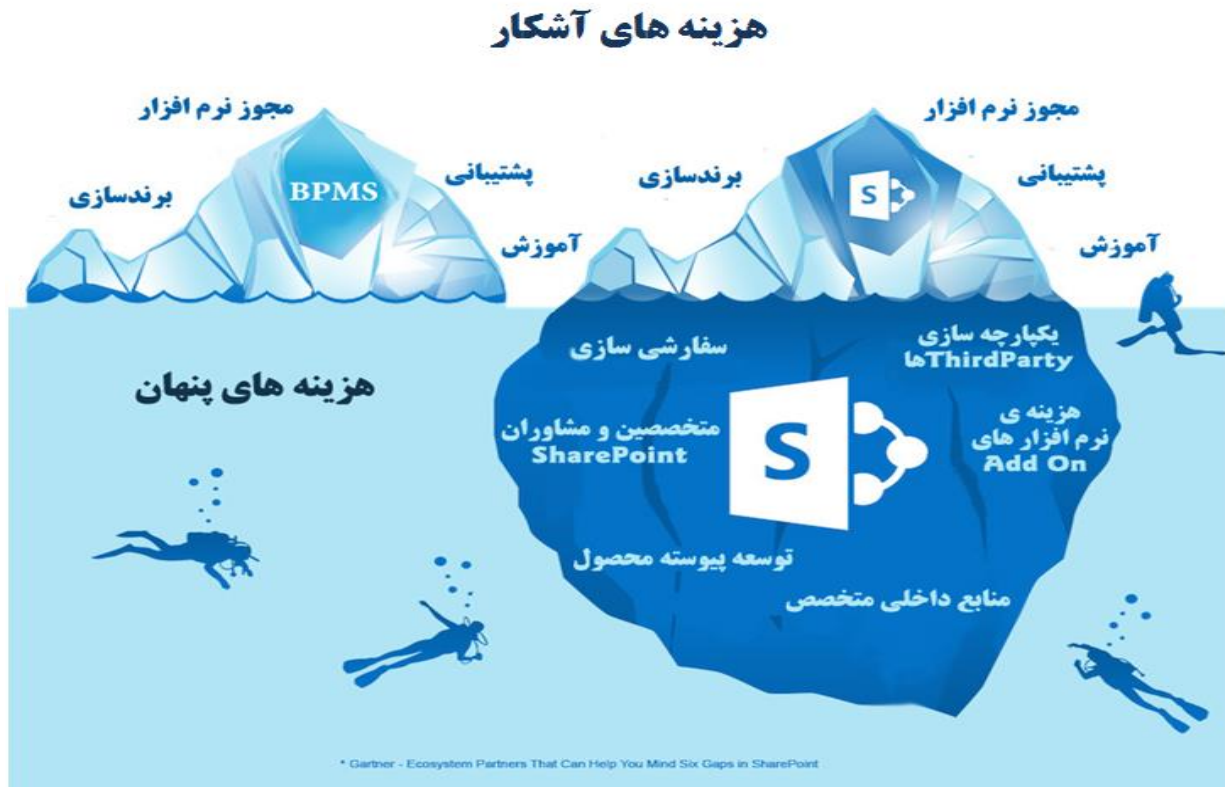 هزینه های آشکار
مجوز نرم افزار
پشتیبانی
برندسازی
آموزش
S
مجوز نرم افزار
پشتیبانی
برندسازی
آموزش
BPMS
هزینه های پنهان
یکپارچه سازی
ThirdPartyها
سفارشی سازی
هزینه ی
نرم افزار های
Add On
متخصصین و مشاوران
SharePoint
S
توسعه پیوسته محصول
منابع داخلی متخصص
* Gartner - Ecosystem Partners That Can Help You Mind Six Gaps in SharePoint